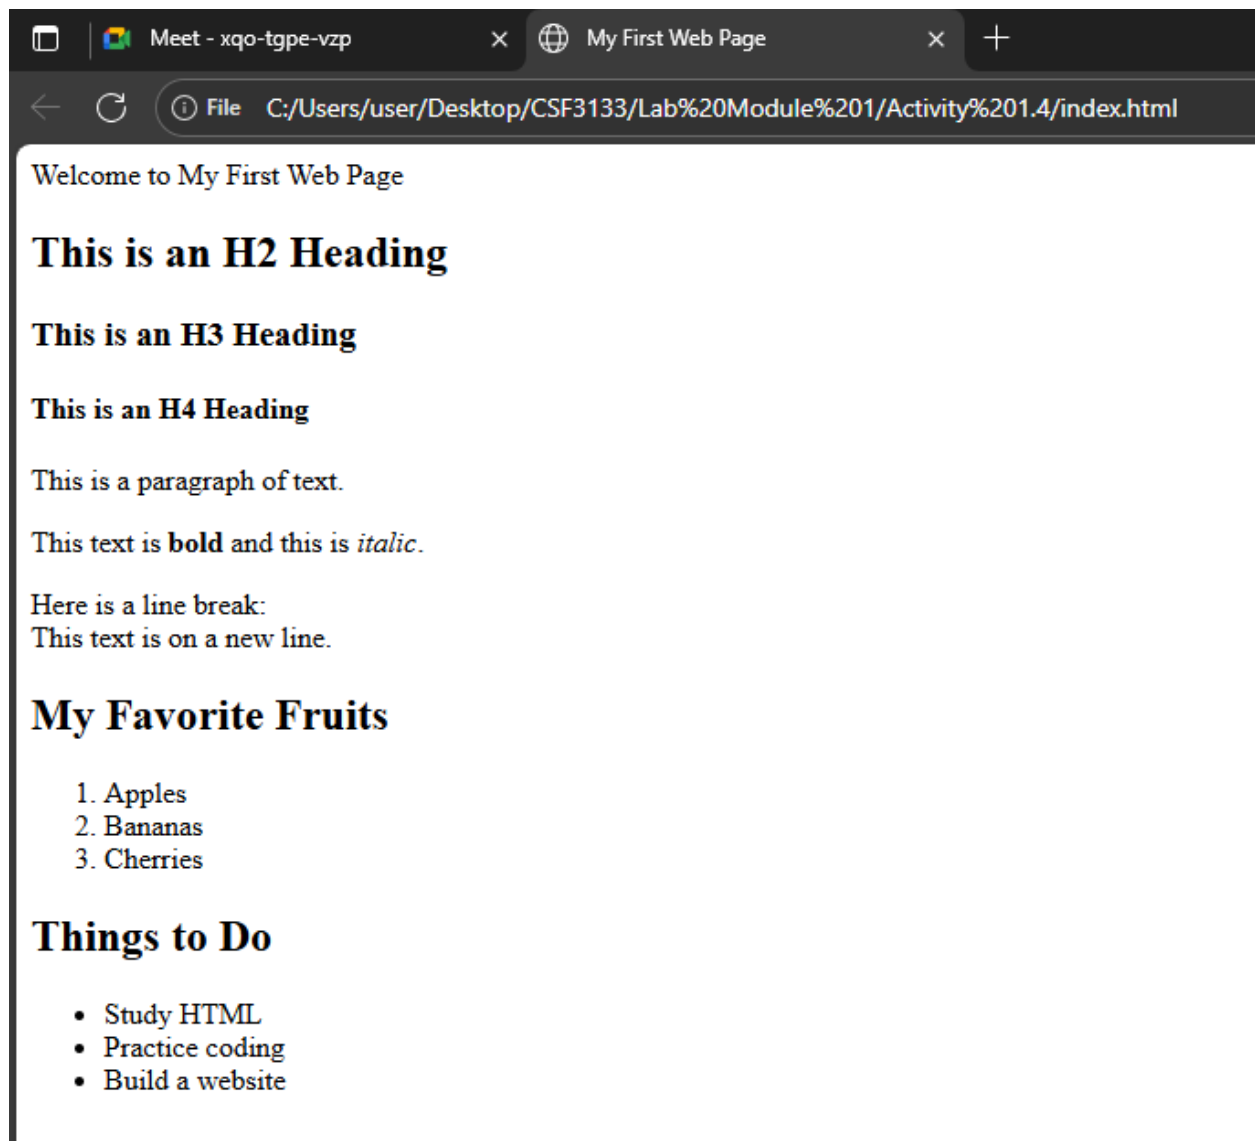 Meet - xqo-tgpe-vzp
My First Web Page
File C:/Users/user/Desktop/CSF3133/Lab%20Module%201/Activity%201.4/index.html
Welcome to My First Web Page
This is an H2 Heading
This is an H3 Heading
This is an H4 Heading
This is a paragraph of text.
This text is bold and this is italic.
Here is a line break:
This text is on a new line.
My Favorite Fruits
1. Apples
2. Bananas
3. Cherries
Things to Do
• Study HTML
• Practice coding
• Build a website